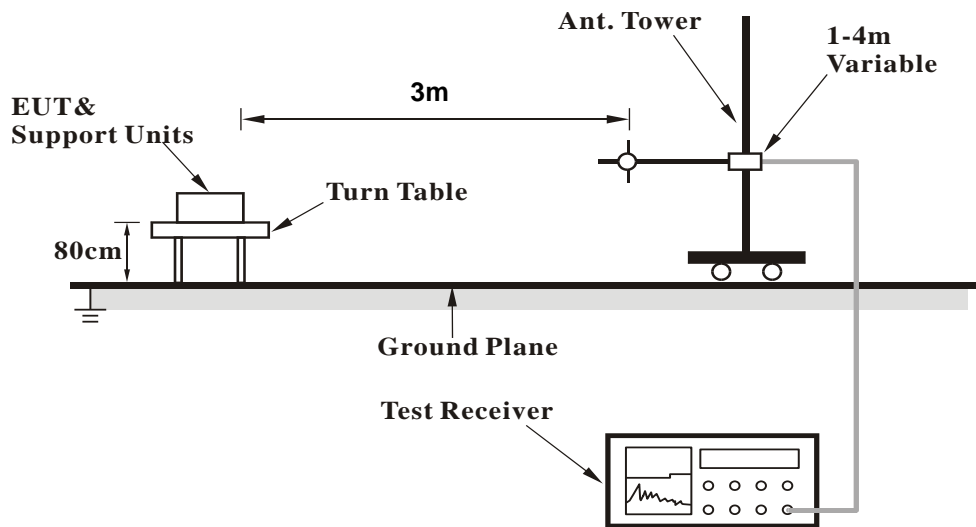 Ant. Tower
1-4m
Variable
3m
EUT&
Support Units
Turn Table
80cm
Ground Plane
Test Receiver